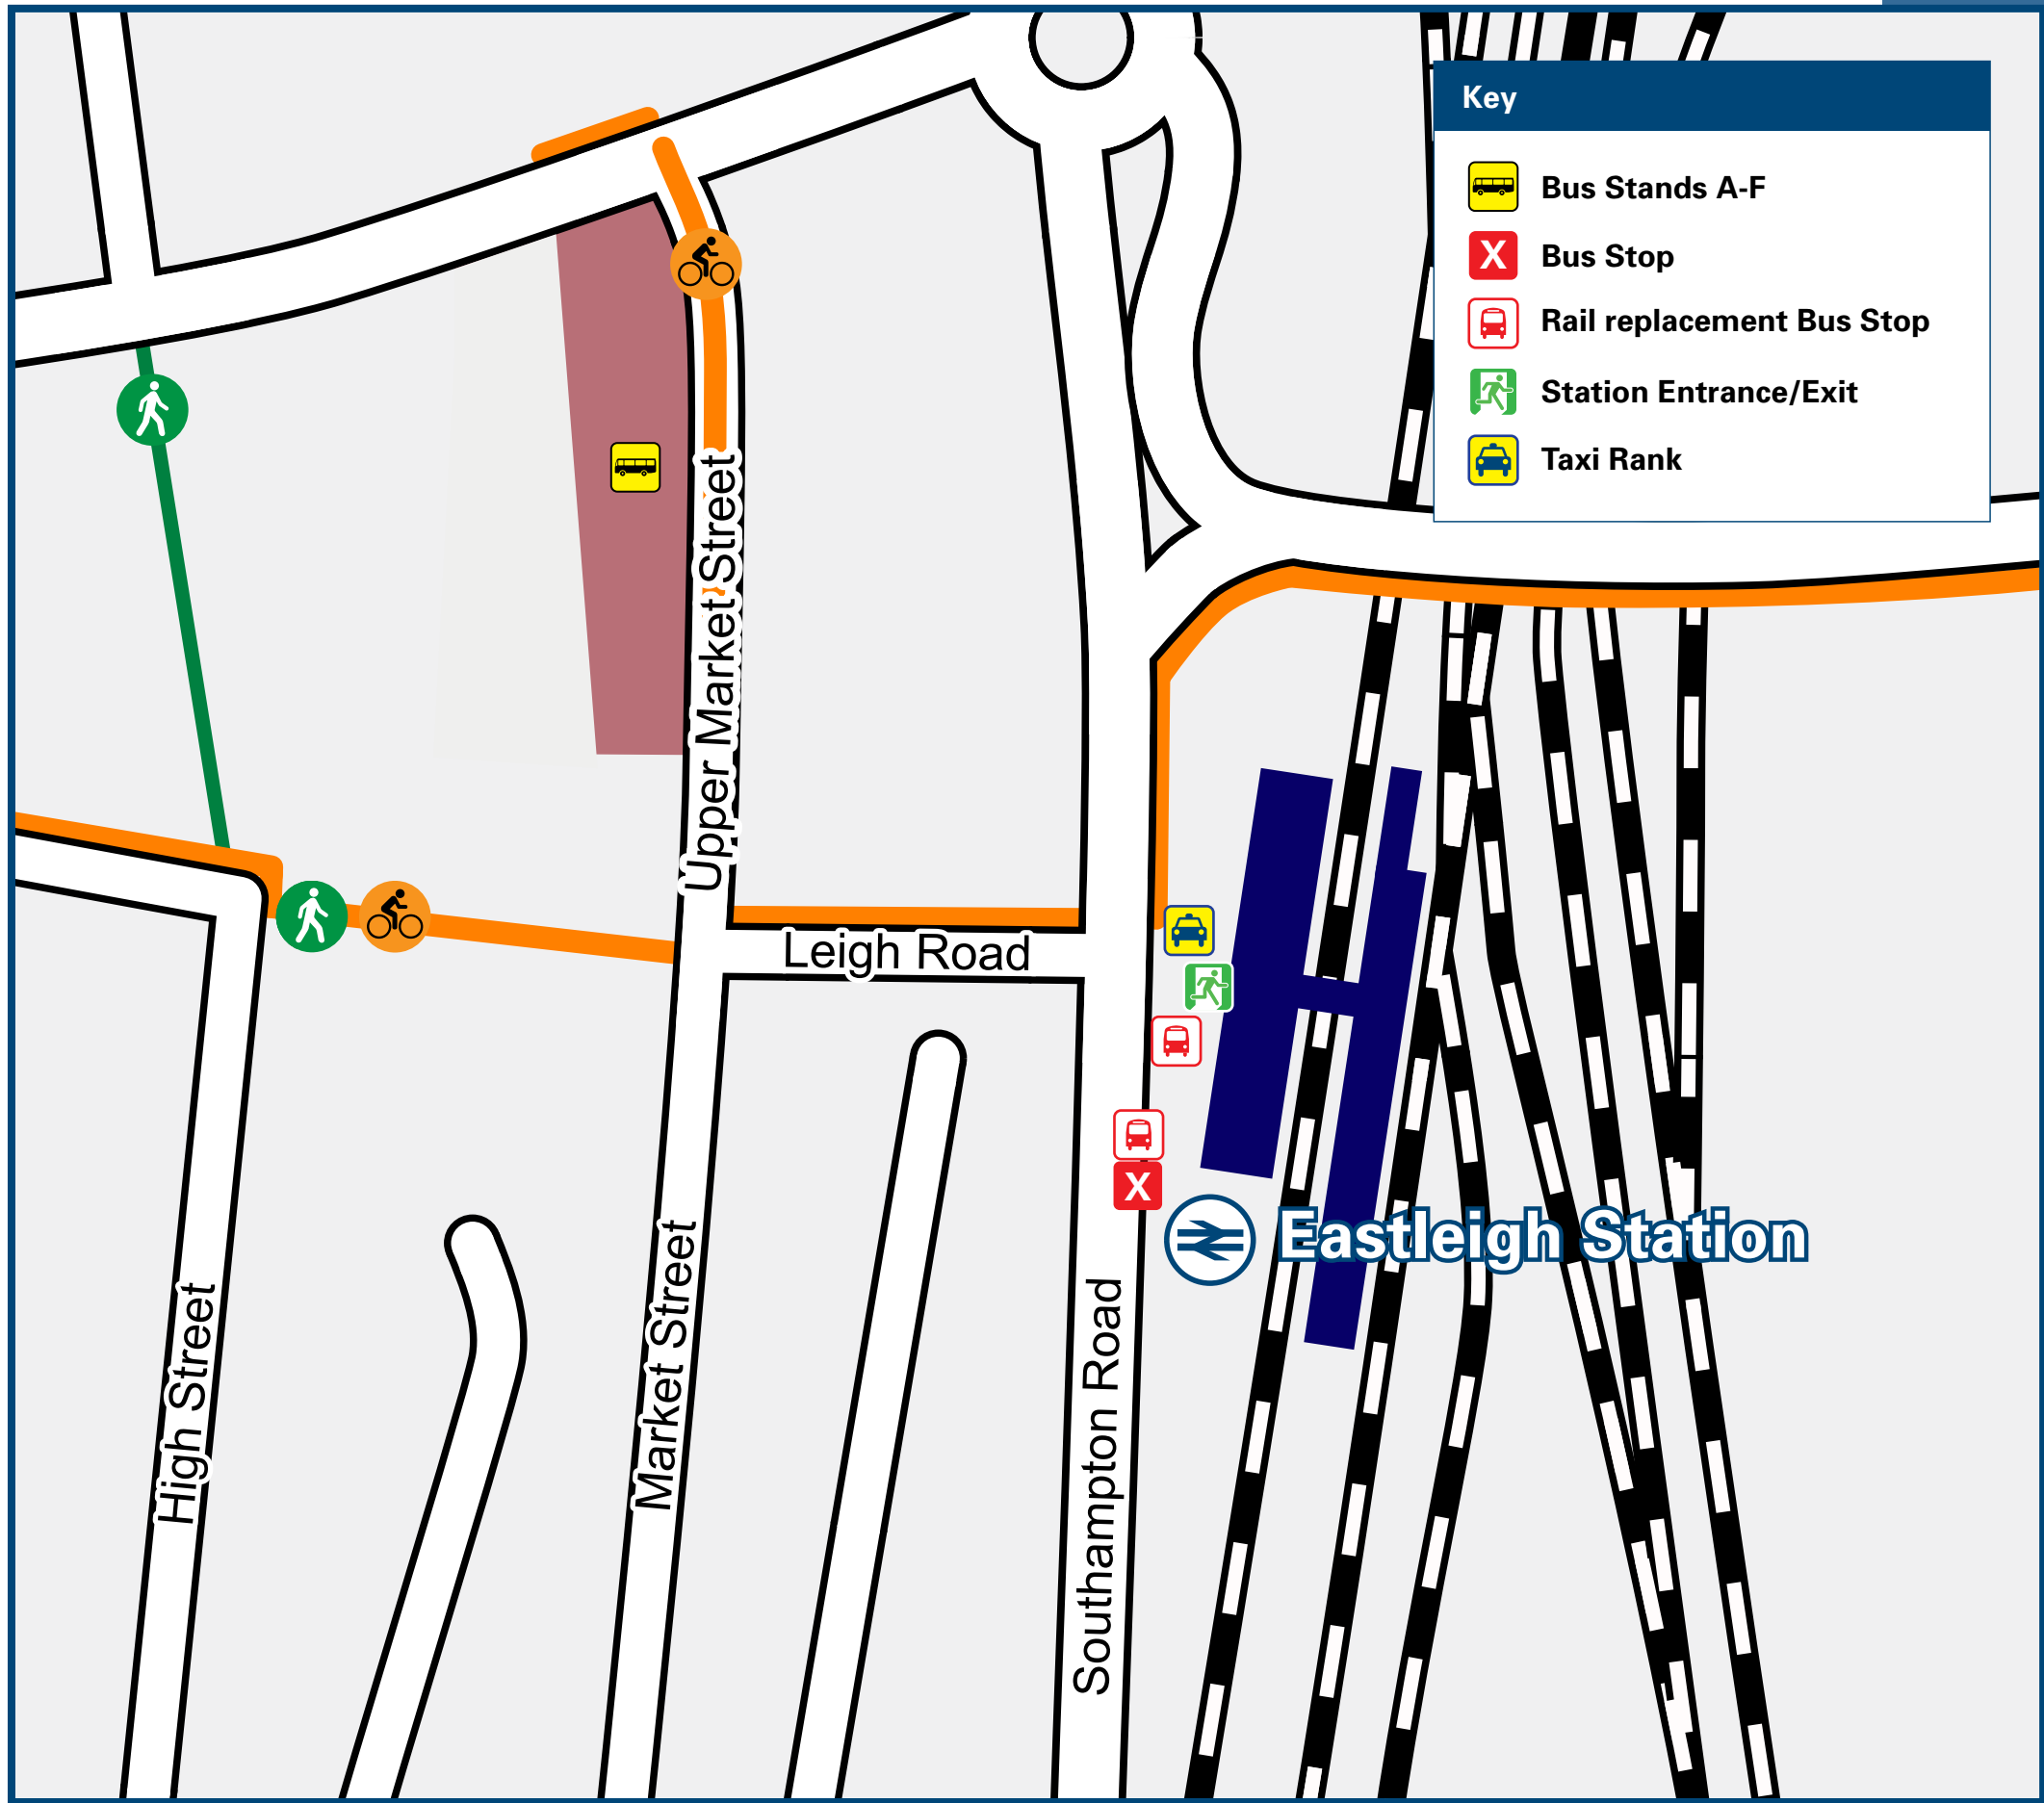 Key
Bus Stands A-F
X Bus Stop
Rail replacement Bus Stop
Station Entrance/Exit
Taxi Rank
Upper Market Street
Leigh Road
X
Eastleigh Station
High Street
Market Street
Southampton Road